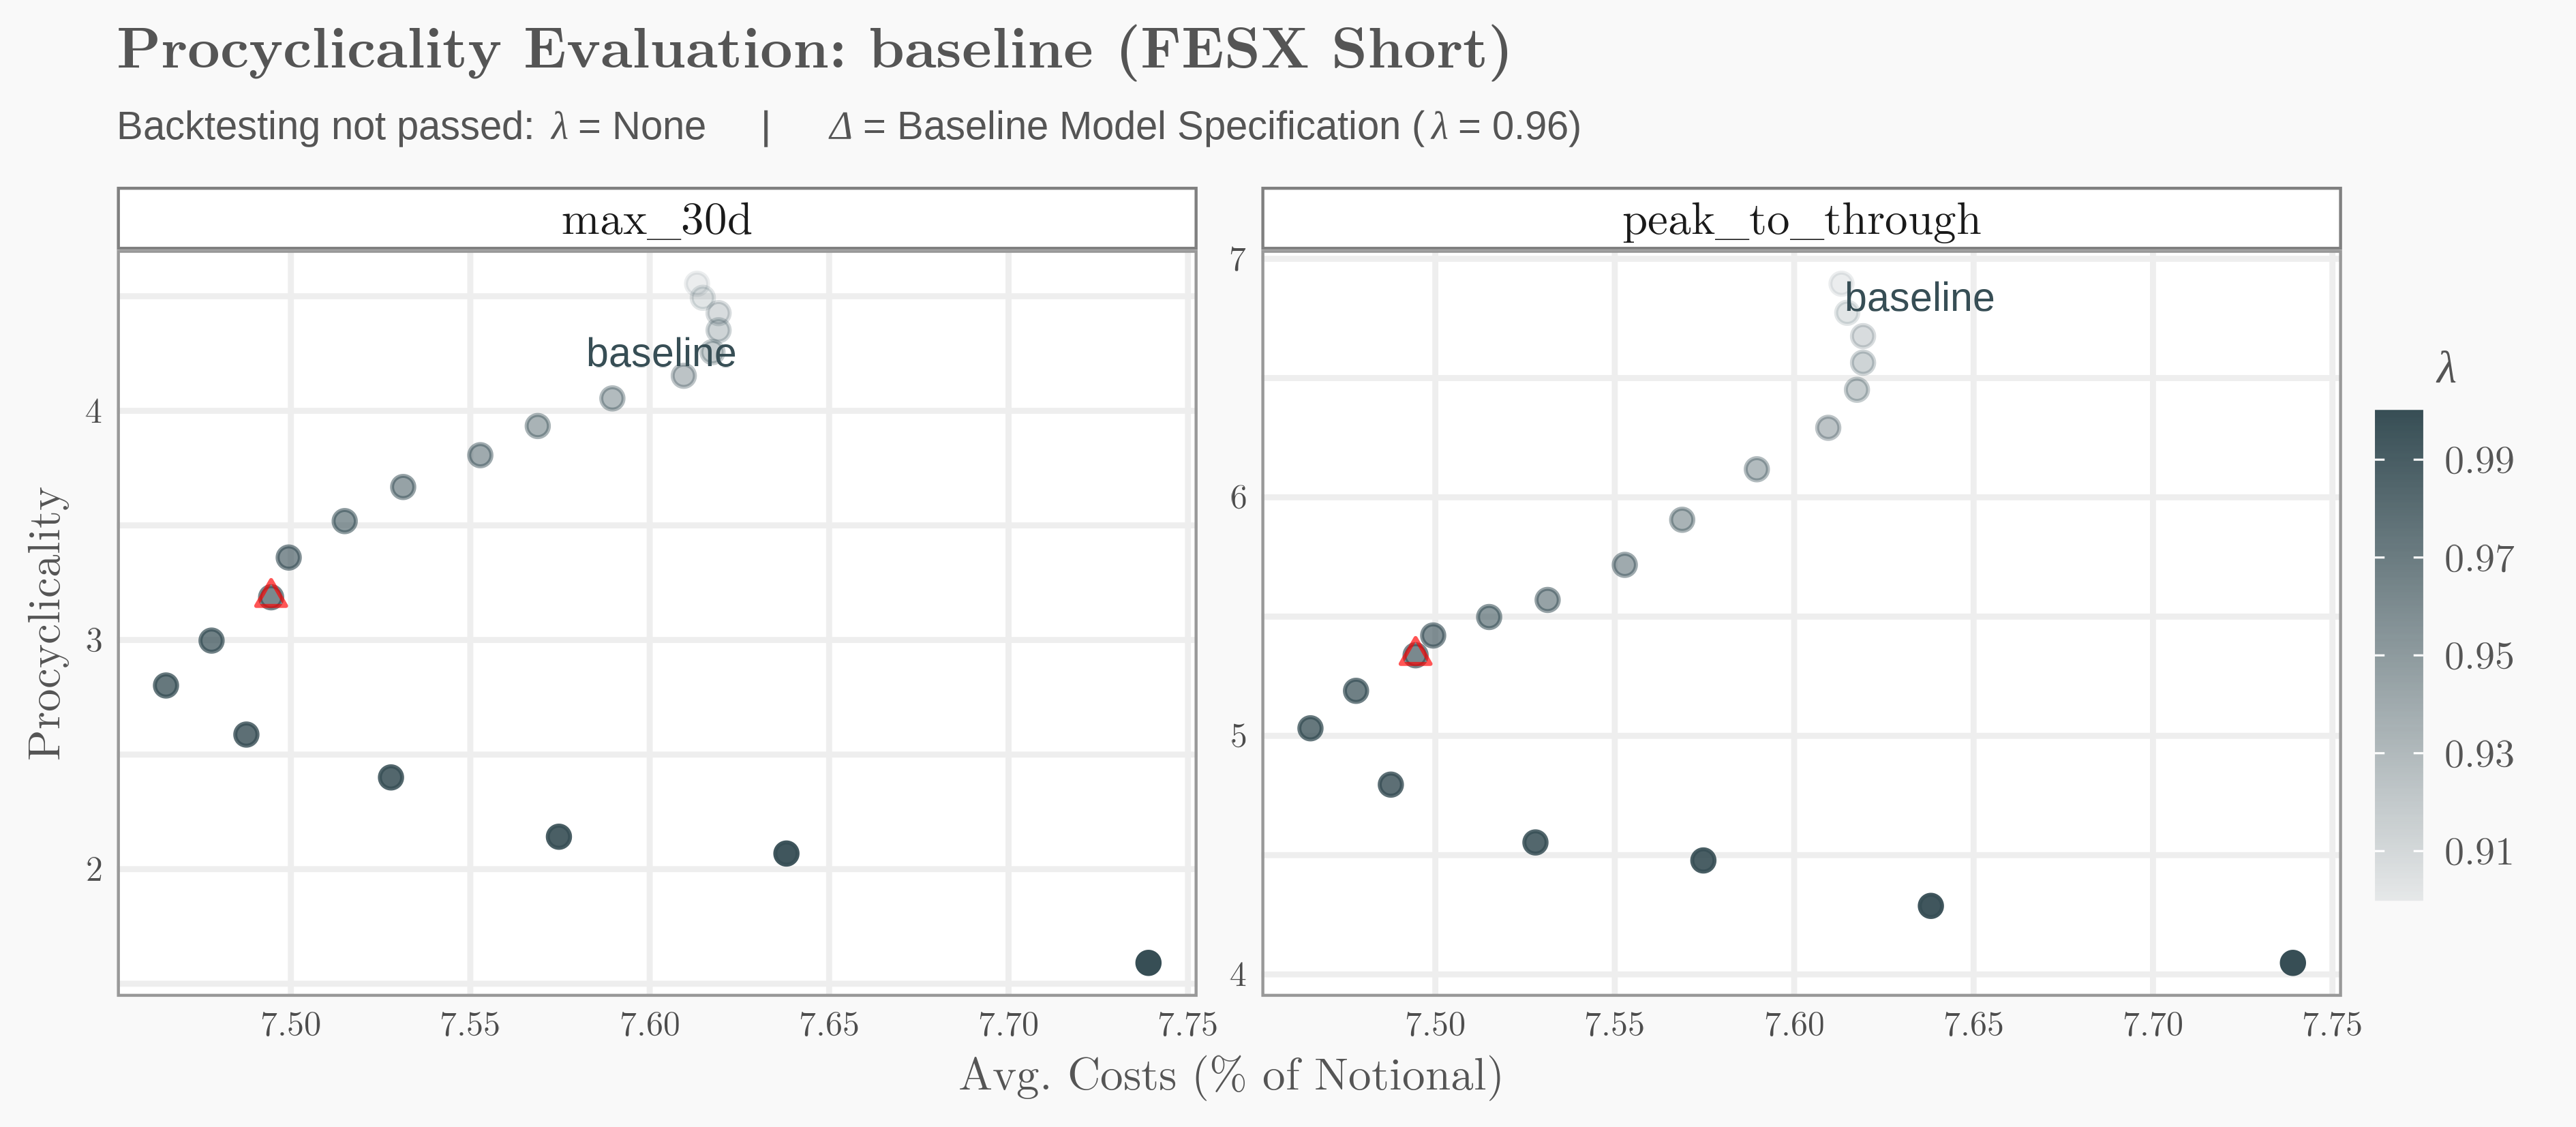 Procyclicality Evaluation: baseline (FESX Short)
Backtesting not passed: λ = None | Δ = Baseline Model Specification (λ = 0.96)
max_30d
peak_to_through
Procyclicality
4
3
2
7
6
5
4
baseline
baseline
7.50 7.55 7.60 7.65 7.70 7.75
7.50 7.55 7.60 7.65 7.70 7.75
Avg. Costs (% of Notional)
λ
0.99
0.97
0.95
0.93
0.91